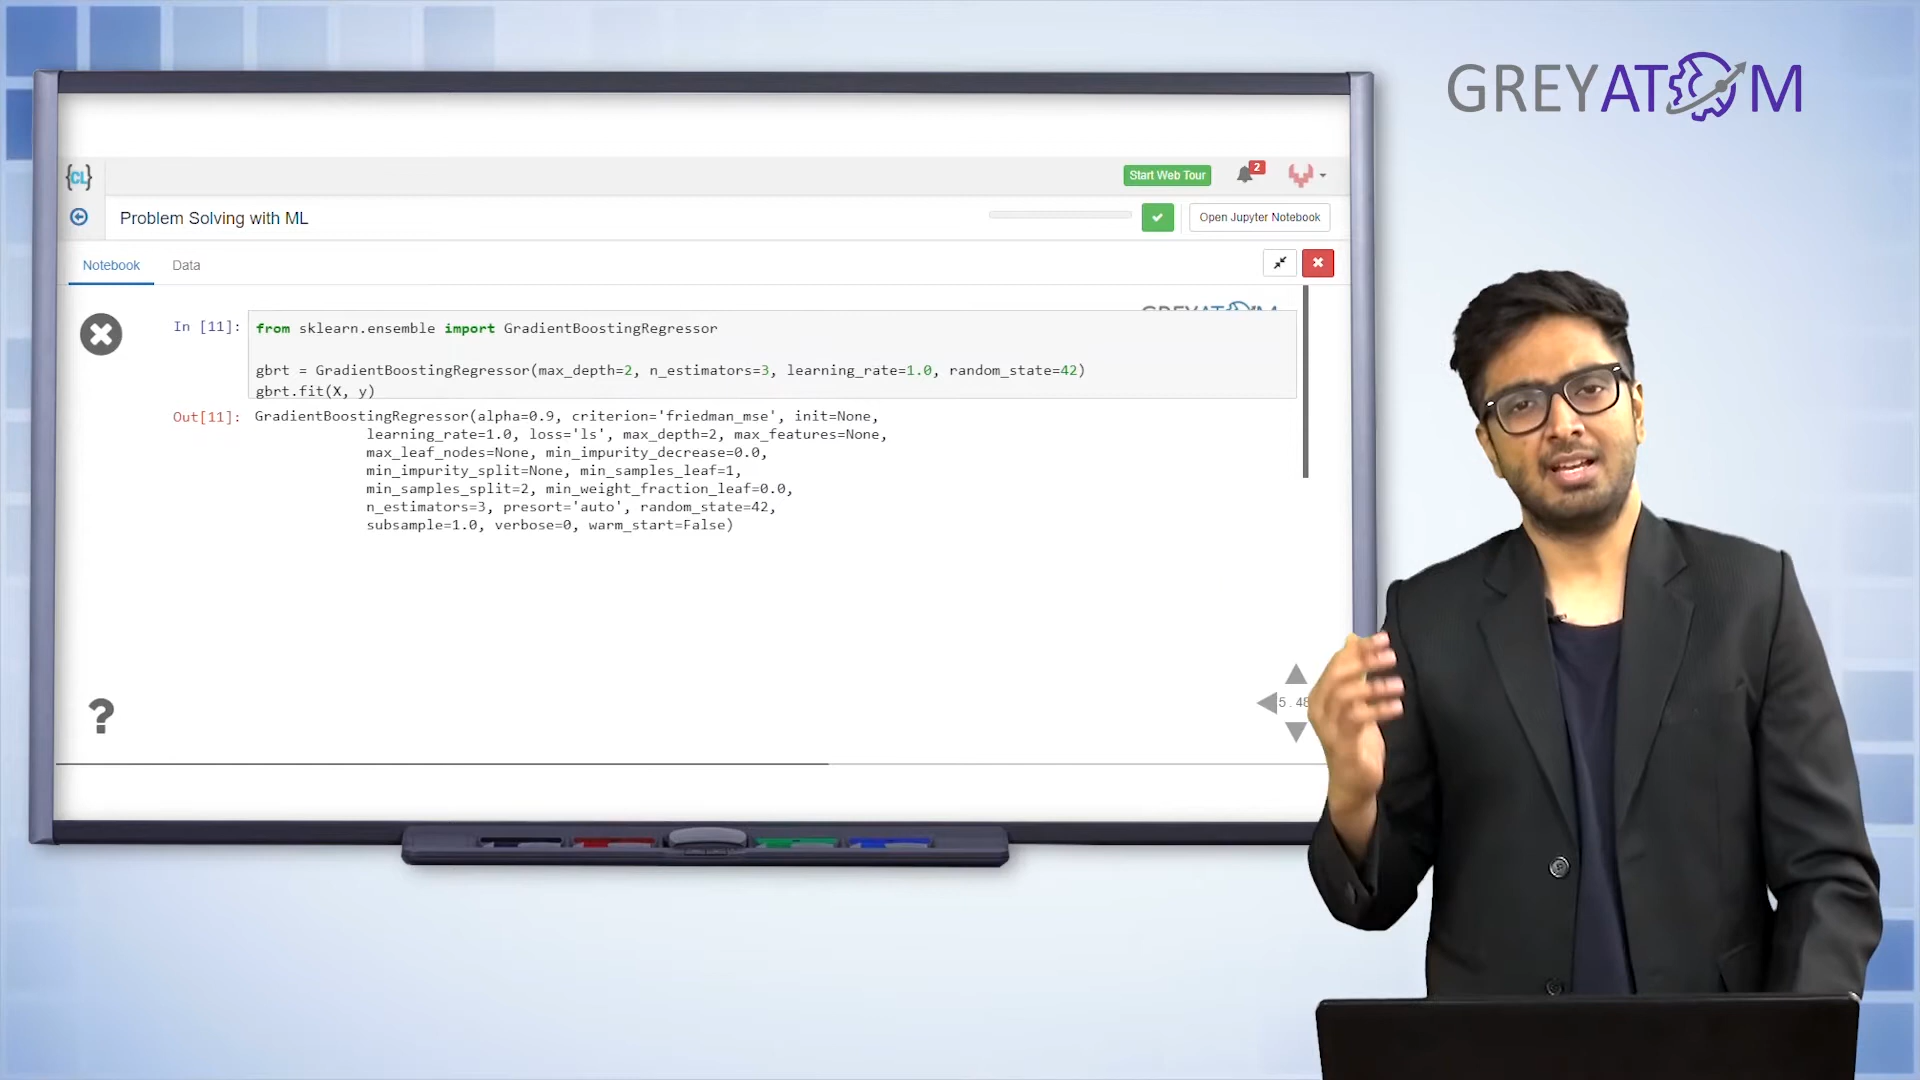 GREYATOM
{CL}
Start Web Tour
2
Problem Solving with ML
Open Jupyter Notebook
Notebook
Data
In [11]:
from sklearn.ensemble import GradientBoostingRegressor
gbrt = GradientBoostingRegressor(max_depth=2, n_estimators=3, learning_rate=1.0, random_state=42)
gbrt.fit(X, y)
Out[11]:
GradientBoostingRegressor(alpha=0.9, criterion='friedman_mse', init=None,
learning_rate=1.0, loss='ls', max_depth=2, max_features=None,
max_leaf_nodes=None, min_impurity_decrease=0.0,
min_impurity_split=None, min_samples_leaf=1,
min_samples_split=2, min_weight_fraction_leaf=0.0,
n_estimators=3, presort='auto', random_state=42,
subsample=1.0, verbose=0, warm_start=False)
?
5.48